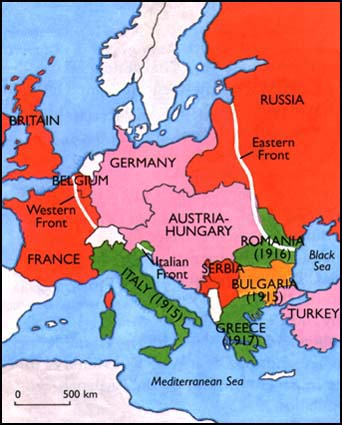 RUSSIA
BRITAIN
Eastern
Front
GERMANY
BELGIUM
Western
Front
AUSTRIA-
HUNGARY
ROMANIA
(1916)
Black
Sea
FRANCE
Italian
Front
SERBIA
BULGARIA
(1915)
ITALY (1915)
TURKEY
GREECE
(1917)
Mediterranean Sea
0 500 km